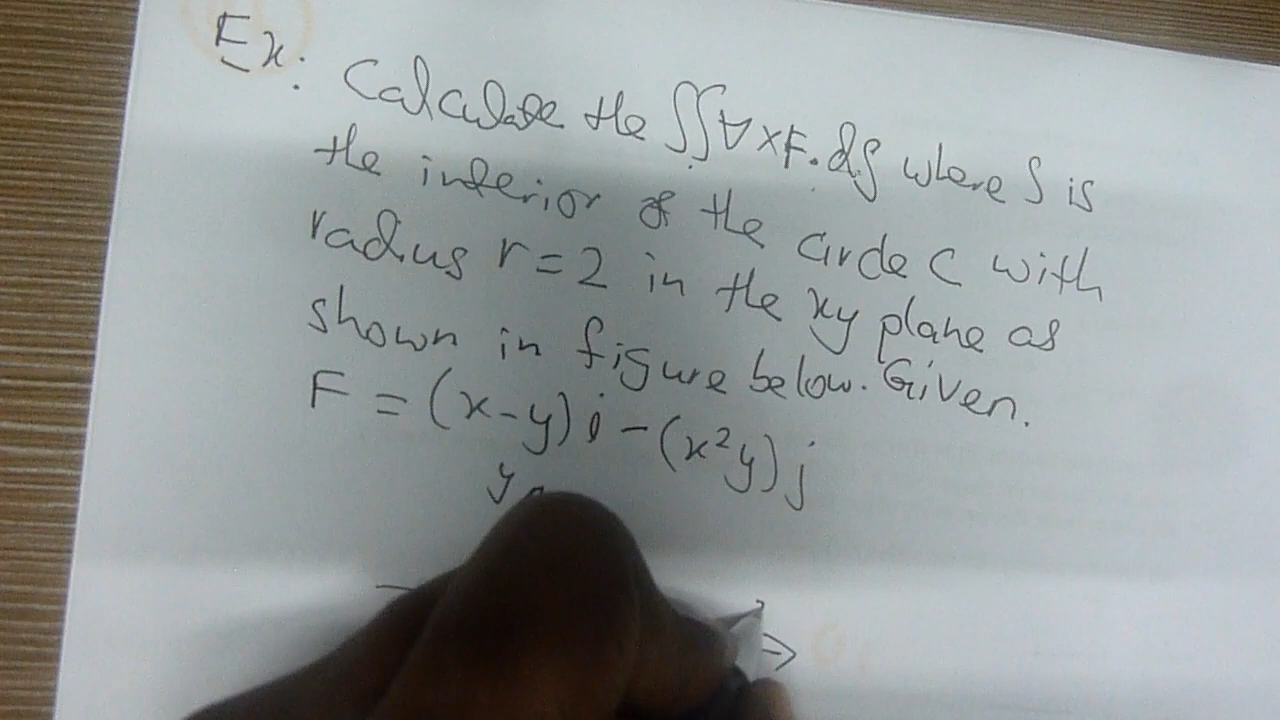 Ex: Calculate the ∬∇×F.ds where S is
the interior of the circle C with
radius r=2 in the xy plane as
shown in figure below. Given.
F = (x-y)i-(x²y)j
y